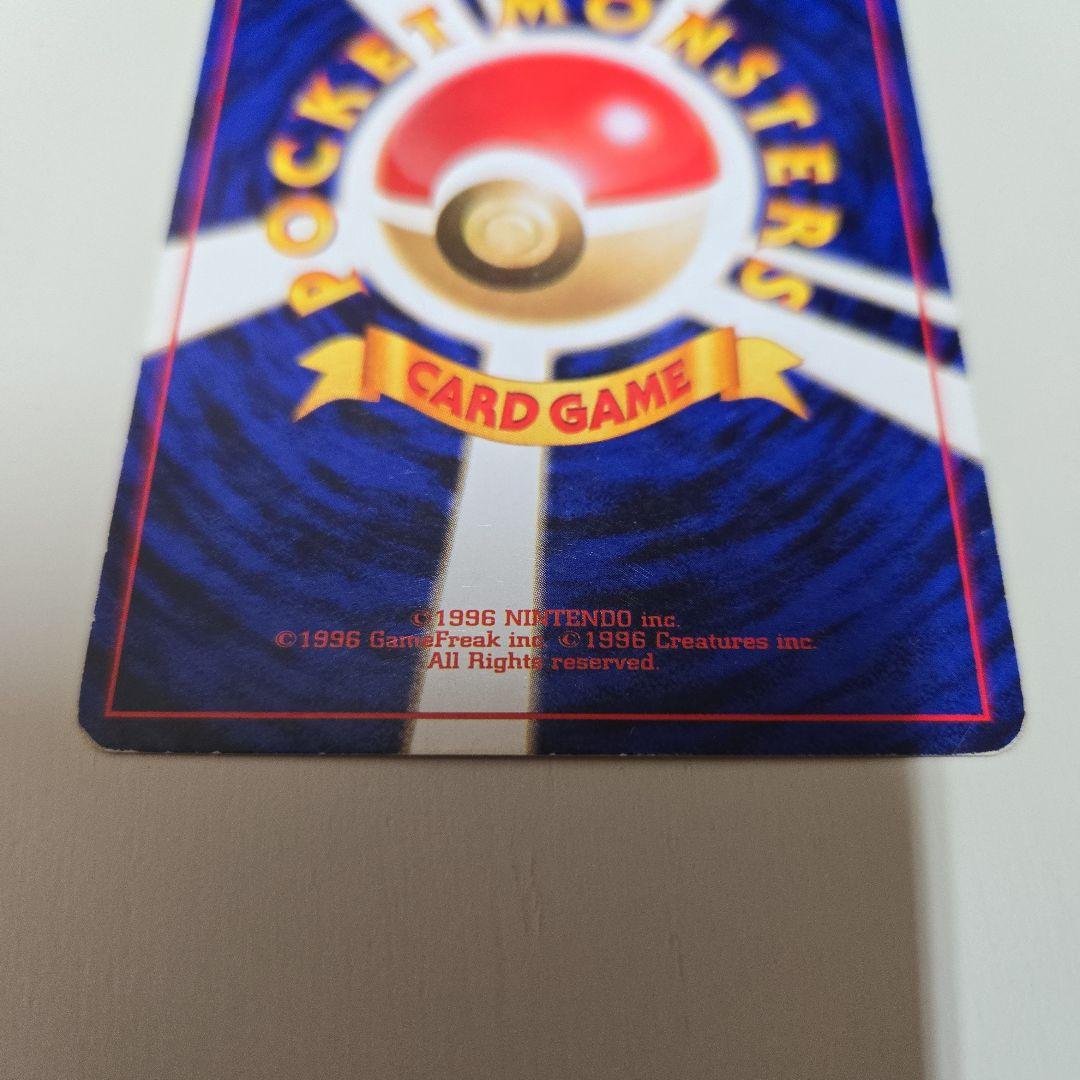 POCKET MONSTERS
CARD GAME
©1996 NINTENDO inc.
©1996 GameFreak inc. ©1996 Creatures inc.
All Rights reserved.